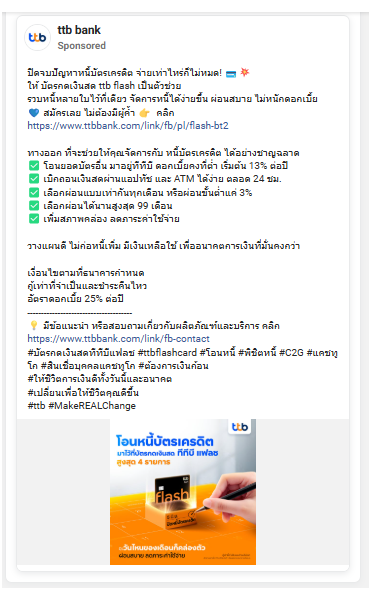 ttb bank
Sponsored
ttb
ปิดจบปัญหาหนี้บัตรเครดิต จ่ายเท่าไหร่ก็ไม่หมด! 💳 💥
ให้ บัตรกดเงินสด ttb flash เป็นตัวช่วย
รวบหนี้หลายใบไว้ที่เดียว จัดการหนี้ได้ง่ายขึ้น ผ่อนสบาย ไม่หนักดอกเบี้ย
💙 สมัครเลย ไม่ต้องมีผู้ค้ำ 👉 คลิก
https://www.ttbbank.com/link/fb/pl/flash-bt2
ทางออก ที่จะช่วยให้คุณจัดการกับ หนี้บัตรเครดิต ได้อย่างชาญฉลาด
✅ โอนยอดบัตรอื่น มาอยู่ทีทีบี ดอกเบี้ยคงที่ต่ำ เริ่มต้น 13% ต่อปี
✅ เบิกถอนเงินสดผ่านแอปทัช และ ATM ได้ง่าย ตลอด 24 ชม.
✅ เลือกผ่อนแบบเท่ากันทุกเดือน หรือผ่อนขั้นต่ำแค่ 3%
✅ เลือกผ่อนได้นานสูงสุด 99 เดือน
✅ เพิ่มสภาพคล่อง ลดภาระค่าใช้จ่าย
วางแผนดี ไม่ก่อหนี้เพิ่ม มีเงินเหลือใช้ เพื่ออนาคตการเงินที่มั่นคงกว่า
เงื่อนไขตามที่ธนาคารกำหนด
กู้เท่าที่จำเป็นและชำระคืนไหว
อัตราดอกเบี้ย 25% ต่อปี
-----------------------------------
💡 มีข้อแนะนำ หรือสอบถามเกี่ยวกับผลิตภัณฑ์และบริการ คลิก
https://www.ttbbank.com/link/fb-contact
#บัตรกดเงินสดทีทีบีแฟลช #ttbflashcard #โอนหนี้ #พิชิตหนี้ #C2G #แคชทู
โก #สินเชื่อบุคคลแคชทูโก #ต้องการเงินก้อน
#ให้ชีวิตการเงินดีทั้งวันนี้และอนาคต
#เปลี่ยนเพื่อให้ชีวิตคุณดีขึ้น
#ttb #MakeREALChange
ttb
โอนหนี้บัตรเครดิต
มาไว้ที่บัตรกดเงินสด ทีทีบี แฟลช
สูงสุด 4 รายการ
flash
ปิดหนี้บัตรเครดิต
จะวันไหนของเดือนก็คล่องตัว
ผ่อนสบาย ลดภาระค่าใช้จ่าย